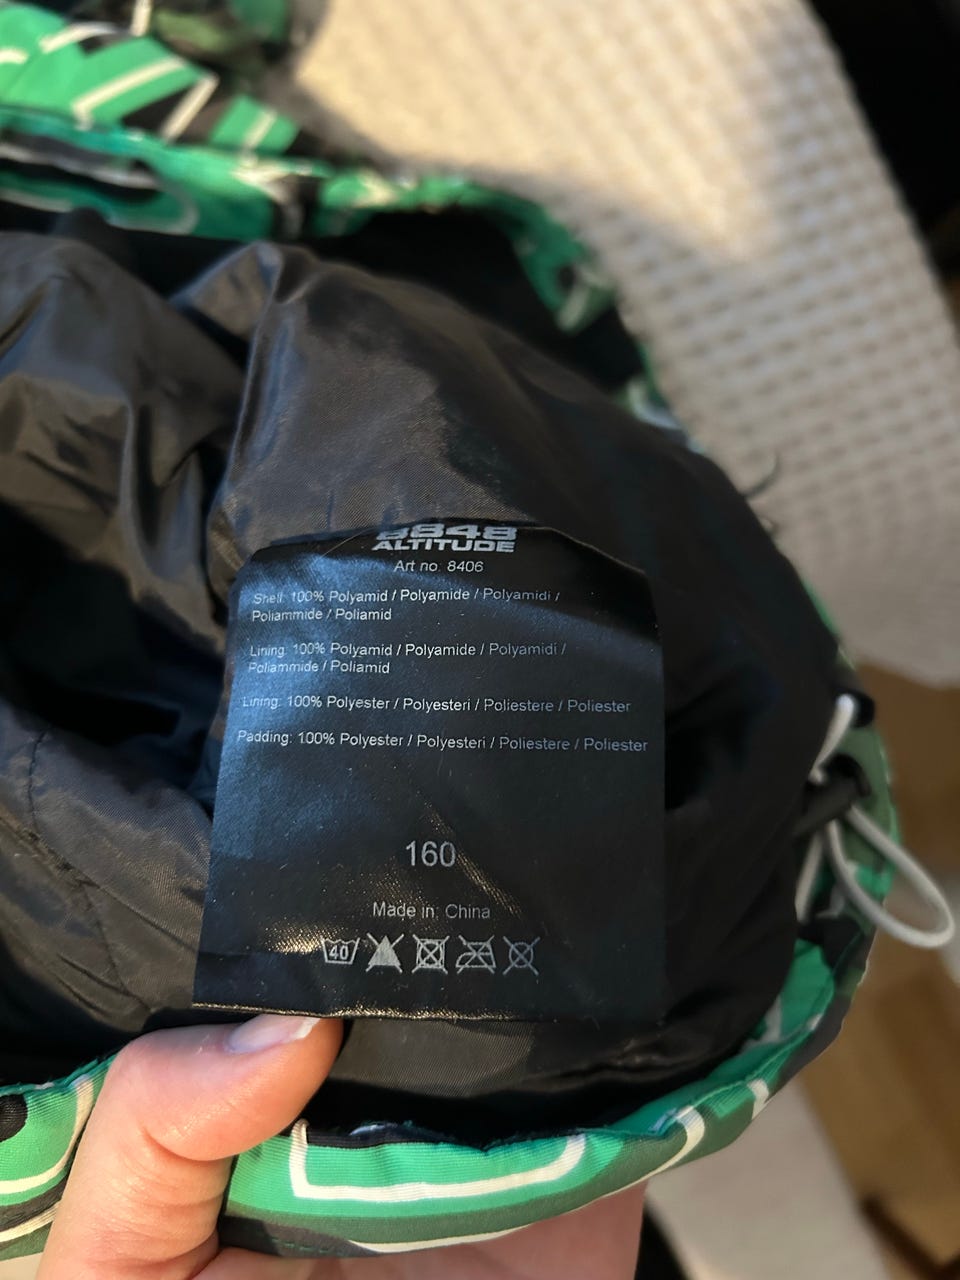 8848
ALTITUDE
Art no: 8406
Shell: 100% Polyamid / Polyamide / Polyamidi /
Poliammide / Poliamid
Lining: 100% Polyamid / Polyamide / Polyamidi /
Poliammide / Poliamid
Lining: 100% Polyester / Polyesteri / Poliestere / Poliester
Padding: 100% Polyester / Polyesteri / Poliestere / Poliester
160
Made in: China
40